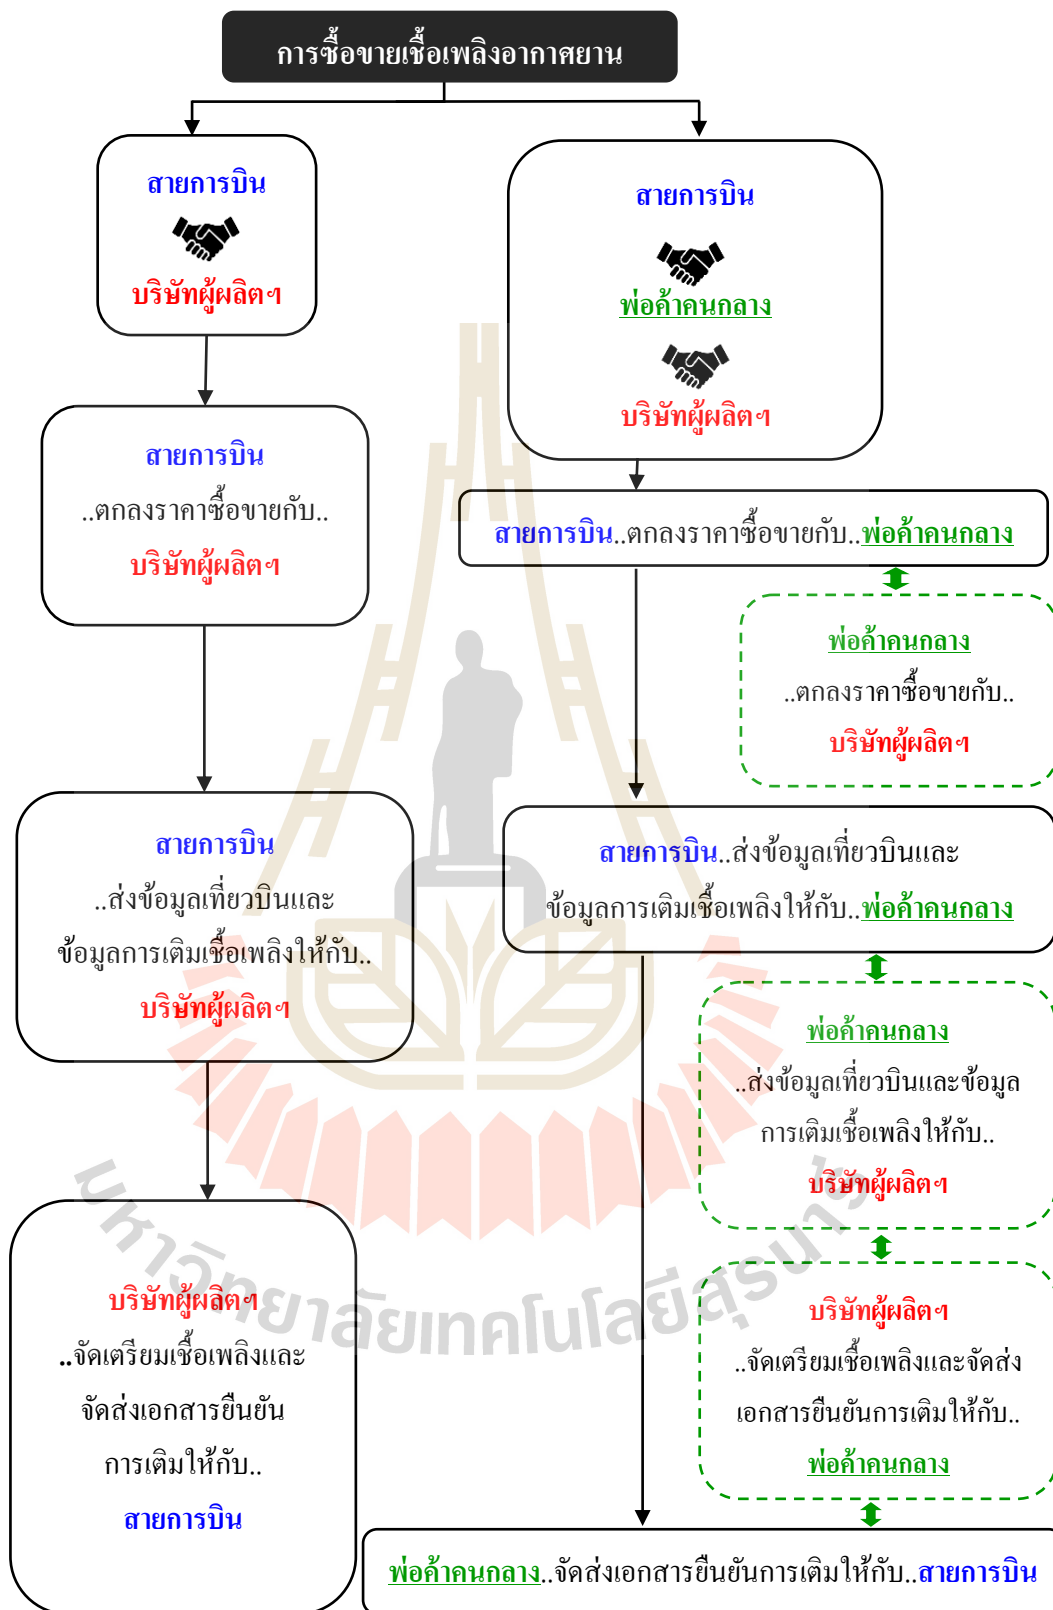 การซื้อขายเชื้อเพลิงอากาศยาน
สายการบิน
บริษัทผู้ผลิตฯ
สายการบิน
..ตกลงราคาซื้อขายกับ..
บริษัทผู้ผลิตฯ
สายการบิน
..ส่งข้อมูลเที่ยวบินและ
ข้อมูลการเติมเชื้อเพลิงให้กับ..
บริษัทผู้ผลิตฯ
บริษัทผู้ผลิตฯ
..จัดเตรียมเชื้อเพลิงและ
จัดส่งเอกสารยืนยัน
การเติมให้กับ..
สายการบิน
สายการบิน
พ่อค้าคนกลาง
บริษัทผู้ผลิตฯ
สายการบิน..ตกลงราคาซื้อขายกับ..พ่อค้าคนกลาง
พ่อค้าคนกลาง
..ตกลงราคาซื้อขายกับ..
บริษัทผู้ผลิตฯ
สายการบิน..ส่งข้อมูลเที่ยวบินและ
ข้อมูลการเติมเชื้อเพลิงให้กับ..พ่อค้าคนกลาง
พ่อค้าคนกลาง
..ส่งข้อมูลเที่ยวบินและข้อมูล
การเติมเชื้อเพลิงให้กับ..
บริษัทผู้ผลิตฯ
บริษัทผู้ผลิตฯ
..จัดเตรียมเชื้อเพลิงและจัดส่ง
เอกสารยืนยันการเติมให้กับ..
พ่อค้าคนกลาง
พ่อค้าคนกลาง..จัดส่งเอกสารยืนยันการเติมให้กับ..สายการบิน
มหาวิทยาลัยเทคโนโลยีสุรนารี